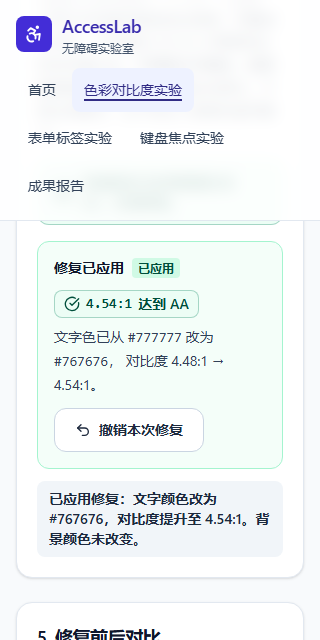 AccessLab
无障碍实验室
首页
色彩对比度实验
表单标签实验
键盘焦点实验
成果报告
修复已应用 已应用
4.54:1 达到 AA
文字色已从 #777777 改为
#767676， 对比度 4.48:1 →
4.54:1。
撤销本次修复
已应用修复：文字颜色改为
#767676，对比度提升至 4.54:1。背
景颜色未改变。
5. 修复前后对比